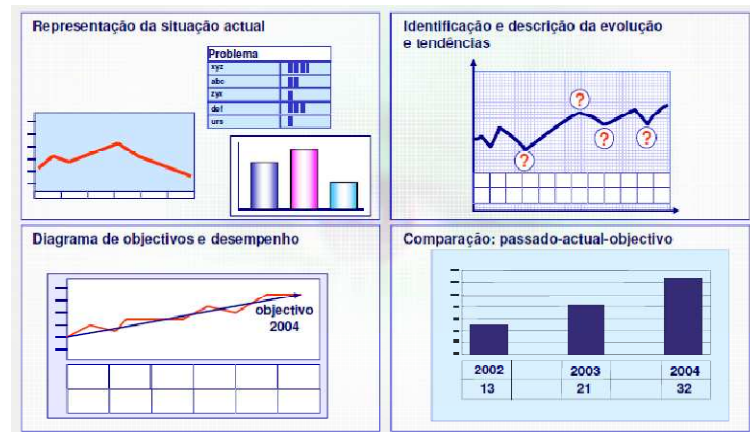 Representação da situação actual
Problema
xyz
abc
zyx
def
urs
Identificação e descrição da evolução
e tendências
?
?
?
?
Diagrama de objectivos e desempenho
objectivo
2004
Comparação: passado-actual-objectivo
2002 2003 2004
13 21 32